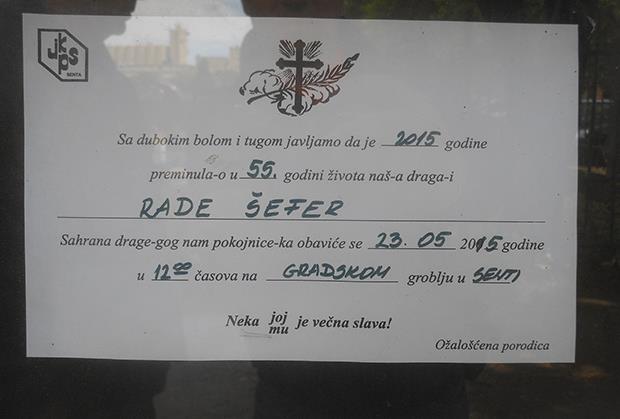 jkps
SENTA
Sa dubokim bolom i tugom javljamo da je 2015 godine
preminula-o u 55. godini života naš-a draga-i
RADE ŠEFER
Sahrana drage-gog nam pokojnice-ka obaviće se 23.05 2015 godine
u 1200 časova na GRADSKOM groblju u SENTI
Neka joj mu je večna slava!
Ožalošćena porodica